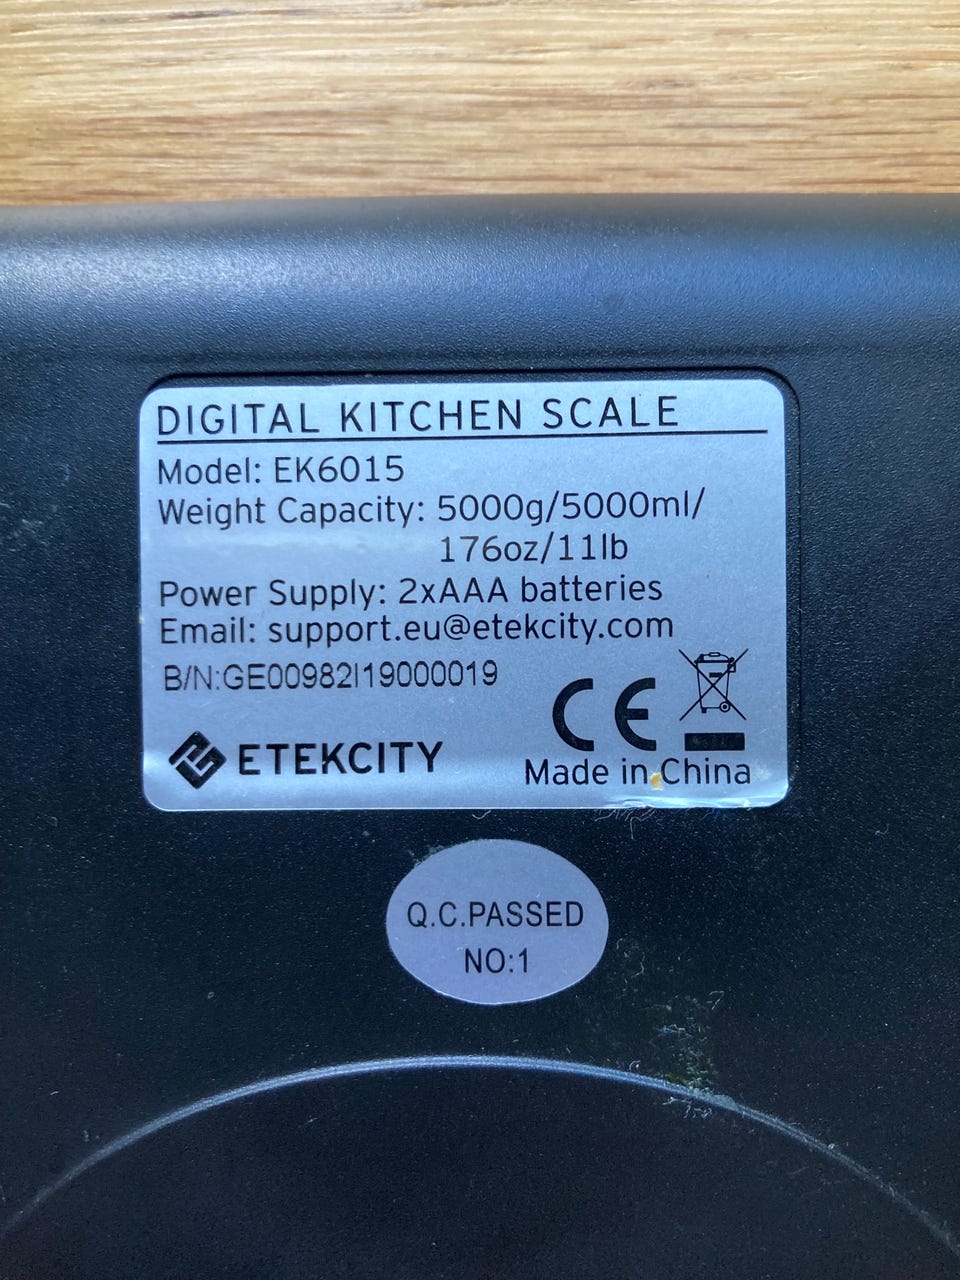 DIGITAL KITCHEN SCALE
Model: EK6015
Weight Capacity: 5000g/5000ml/
176oz/11lb
Power Supply: 2xAAA batteries
Email: support.eu@etekcity.com
B/N:GE00982I19000019
CE
ETEKCITY
Made in China
Q.C.PASSED
NO:1